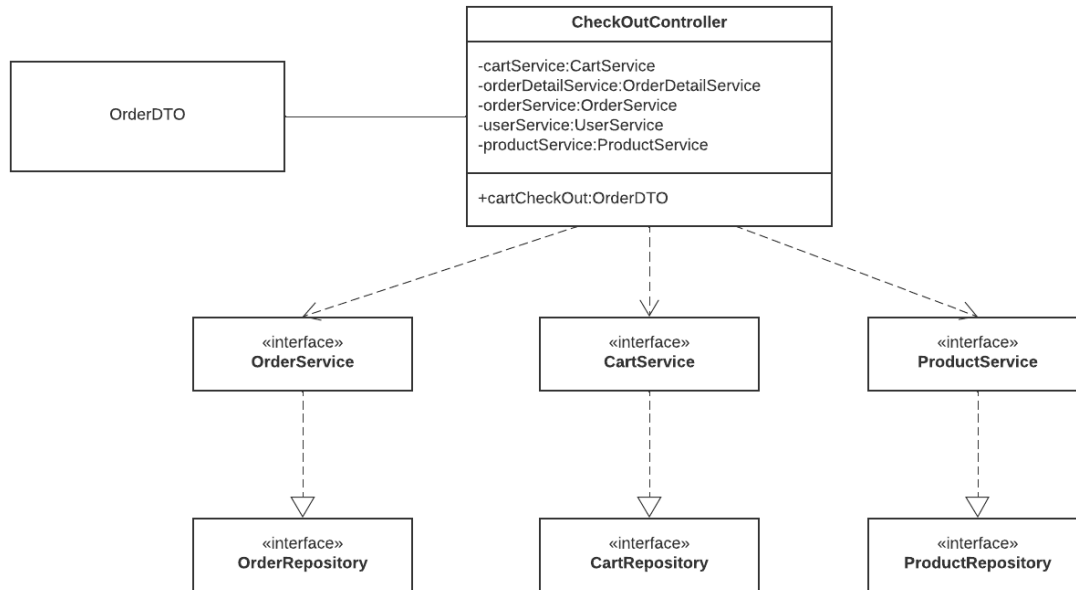 CheckOutController
-cartService:CartService
-orderDetailService:OrderDetailService
-orderService:OrderService
-userService:UserService
-productService:ProductService
+cartCheckOut:OrderDTO
OrderDTO
«interface»
OrderService
«interface»
CartService
«interface»
ProductService
«interface»
OrderRepository
«interface»
CartRepository
«interface»
ProductRepository